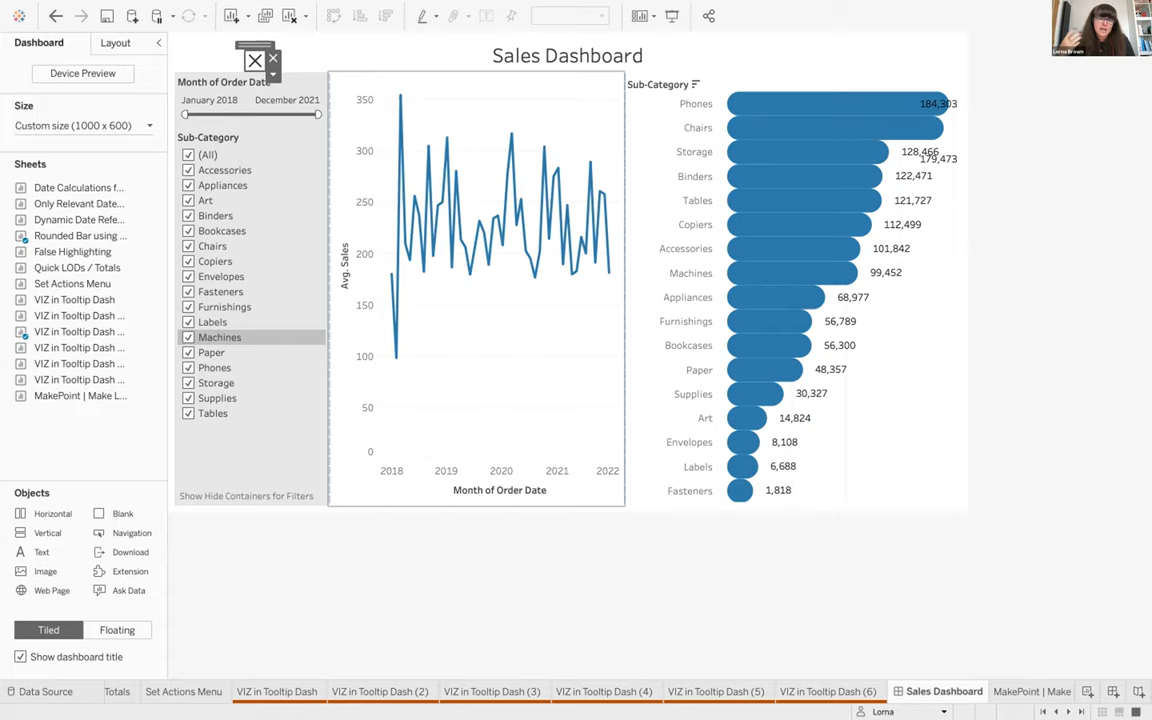 Dashboard
Layout
Device Preview
Size
Custom size (1000 x 600)
Sheets
Date Calculations f...
Only Relevant Date...
Dynamic Date Refe...
Rounded Bar using ...
False Highlighting
Quick LODs / Totals
Set Actions Menu
VIZ in Tooltip Dash
VIZ in Tooltip Dash ...
VIZ in Tooltip Dash ...
VIZ in Tooltip Dash ...
VIZ in Tooltip Dash ...
VIZ in Tooltip Dash ...
MakePoint | Make L...
Objects
Horizontal
Blank
Vertical
Navigation
Text
Download
Image
Extension
Web Page
Ask Data
Tiled
Floating
Show dashboard title
Sales Dashboard
Month of Order Date
January 2018
December 2021
Sub-Category
(All)
Accessories
Appliances
Art
Binders
Bookcases
Chairs
Copiers
Envelopes
Fasteners
Furnishings
Labels
Machines
Paper
Phones
Storage
Supplies
Tables
Show Hide Containers for Filters
Avg. Sales
350
300
250
200
150
100
50
0
2018
2019
2020
2021
2022
Month of Order Date
Sub-Category
Phones 184,303
Chairs 179,473
Storage 128,466
Binders 122,471
Tables 121,727
Copiers 112,499
Accessories 101,842
Machines 99,452
Appliances 68,977
Furnishings 56,789
Bookcases 56,300
Paper 48,357
Supplies 30,327
Art 14,824
Envelopes 8,108
Labels 6,688
Fasteners 1,818
Lorna Brown
Data Source
Totals
Set Actions Menu
VIZ in Tooltip Dash
VIZ in Tooltip Dash (2)
VIZ in Tooltip Dash (3)
VIZ in Tooltip Dash (4)
VIZ in Tooltip Dash (5)
VIZ in Tooltip Dash (6)
Sales Dashboard
MakePoint | Make
Lorna